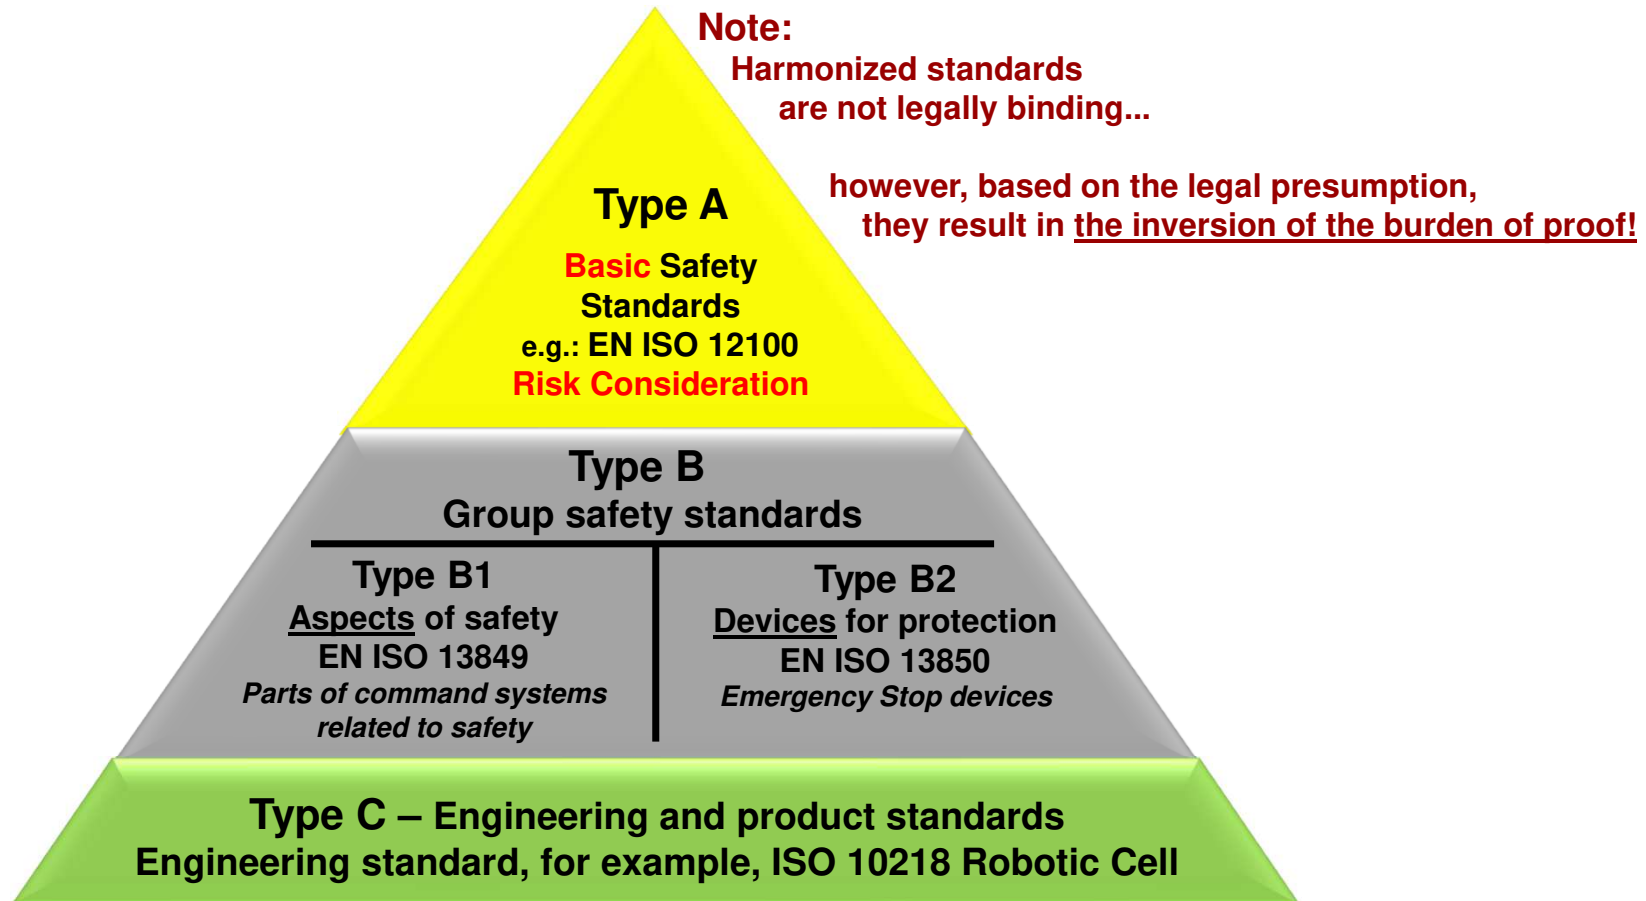 Note:
Harmonized standards
are not legally binding...
however, based on the legal presumption,
they result in the inversion of the burden of proof!
Type A
Basic Safety
Standards
e.g.: EN ISO 12100
Risk Consideration
Type B
Group safety standards
Type B1
Aspects of safety
EN ISO 13849
Parts of command systems
related to safety
Type B2
Devices for protection
EN ISO 13850
Emergency Stop devices
Type C – Engineering and product standards
Engineering standard, for example, ISO 10218 Robotic Cell